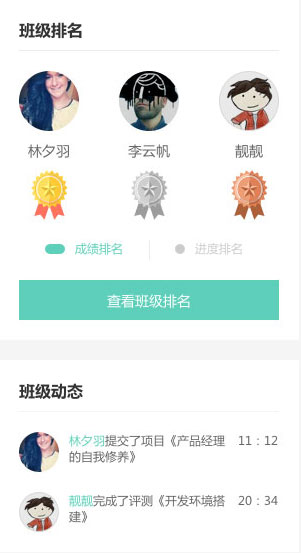 班级排名
林夕羽 李云帆 靓靓
成绩排名 进度排名
查看班级排名
班级动态
林夕羽提交了项目《产品经理 11：12
的自我修养》
靓靓完成了评测《开发环境搭 20：34
建》